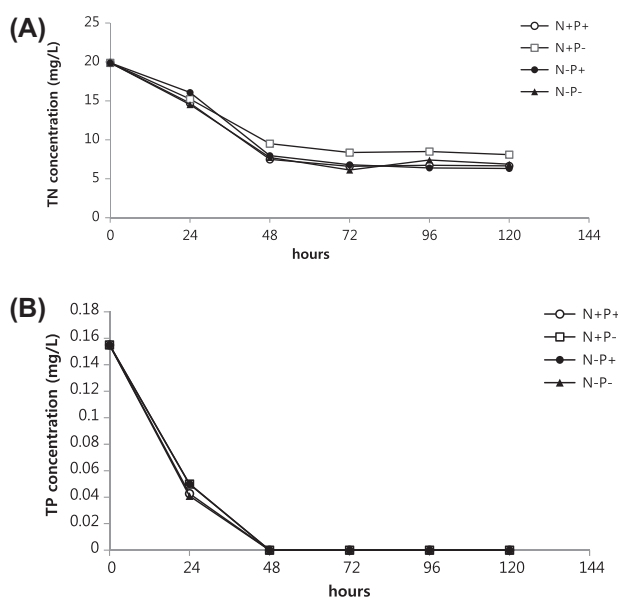 (A)
TN concentration (mg/L)
25
20
15
10
5
0
0 24 48 72 96 120 144
hours
N+P+
N+P-
N-P+
N-P-
(B)
TP concentration (mg/L)
0.18
0.16
0.14
0.12
0.1
0.08
0.06
0.04
0.02
0
0 24 48 72 96 120 144
hours
N+P+
N+P-
N-P+
N-P-